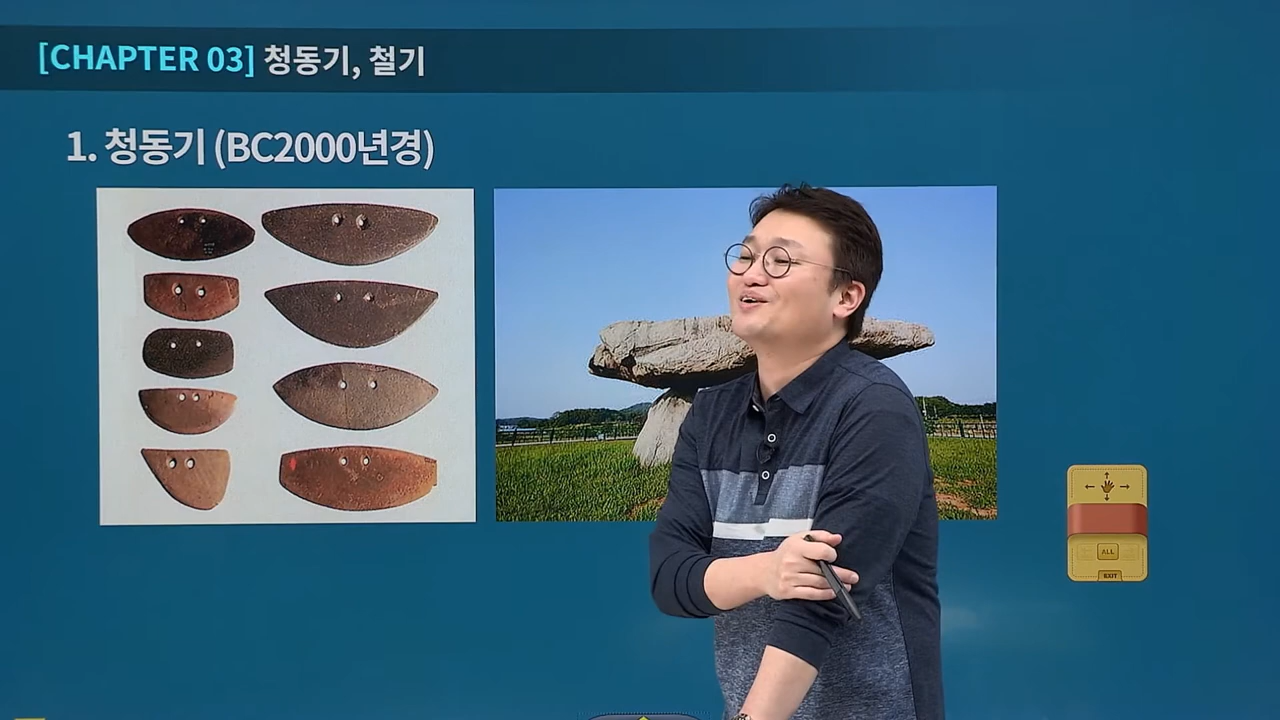 [CHAPTER 03] 청동기, 철기
1. 청동기 (BC2000년경)
ALL
EXIT